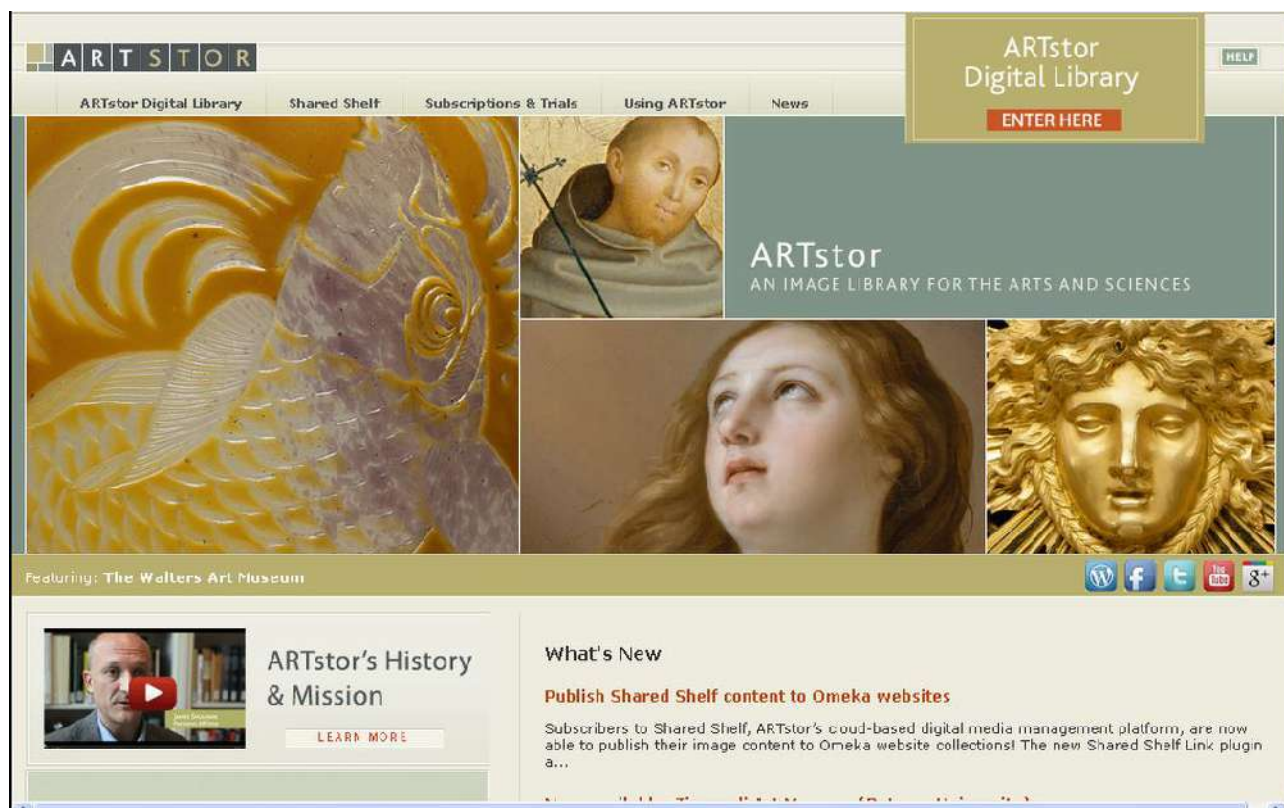 ARTSTOR
ARTstor
Digital Library
ENTER HERE
HELP
ARTstor Digital Library Shared Shelf Subscriptions & Trials Using ARTstor News
ARTstor
AN IMAGE LIBRARY FOR THE ARTS AND SCIENCES
Featuring: The Walters Art Museum
You
Tube
g+
ARTstor's History
& Mission
LEARN MORE
What's New
Publish Shared Shelf content to Omeka websites
Subscribers to Shared Shelf, ARTstor's cloud-based digital media management platform, are now
able to publish their image content to Omeka website collections! The new Shared Shelf Link plugin
a...